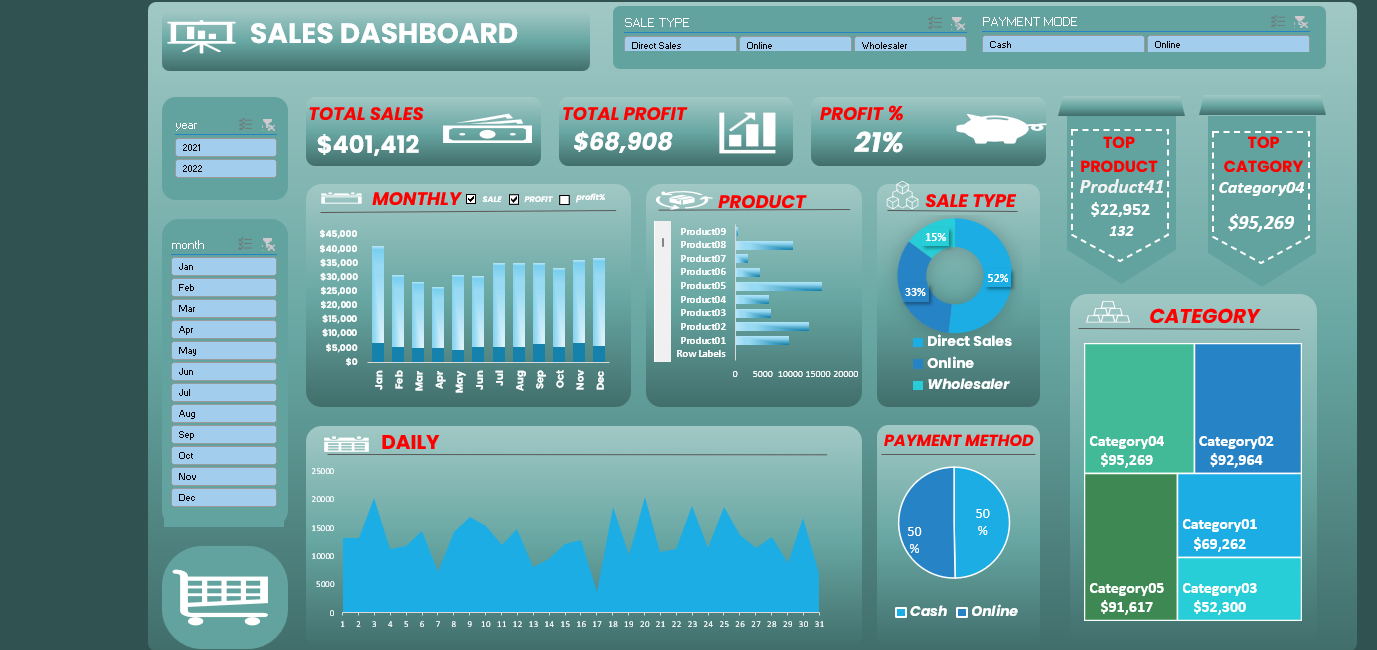 SALES DASHBOARD
SALE TYPE
Direct Sales
Online
Wholesaler
PAYMENT MODE
Cash
Online
year
2021
2022
month
Jan
Feb
Mar
Apr
May
Jun
Jul
Aug
Sep
Oct
Nov
Dec
TOTAL SALES
$401,412
TOTAL PROFIT
$68,908
PROFIT %
21%
TOP
PRODUCT
Product41
$22,952
132
TOP
CATGORY
Category04
$95,269
MONTHLY
SALE
PROFIT
profit%
$45,000
$40,000
$35,000
$30,000
$25,000
$20,000
$15,000
$10,000
$5,000
$0
Jan Feb Mar Apr May Jun Jul Aug Sep Oct Nov Dec
PRODUCT
Product09
Product08
Product07
Product06
Product05
Product04
Product03
Product02
Product01
Row Labels
0 5000 10000 15000 20000
SALE TYPE
15%
52%
33%
Direct Sales
Online
Wholesaler
CATEGORY
Category04
$95,269
Category02
$92,964
Category05
$91,617
Category01
$69,262
Category03
$52,300
DAILY
25000
20000
15000
10000
5000
0
1 2 3 4 5 6 7 8 9 10 11 12 13 14 15 16 17 18 19 20 21 22 23 24 25 26 27 28 29 30 31
PAYMENT METHOD
50
%
50
%
Cash Online